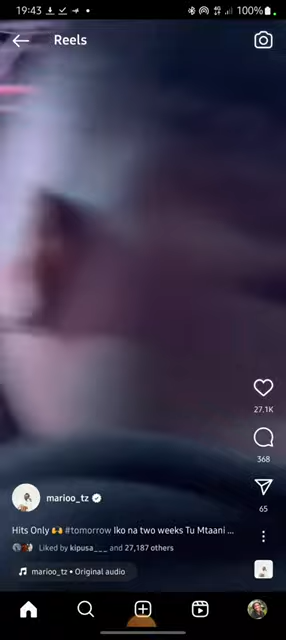 19:43
4G
100%
Reels
27.1K
368
65
marioo_tz
Hits Only 🙌 #tomorrow Iko na two weeks Tu Mtaani ...
Liked by kipusa___ and 27,187 others
marioo_tz • Original audio